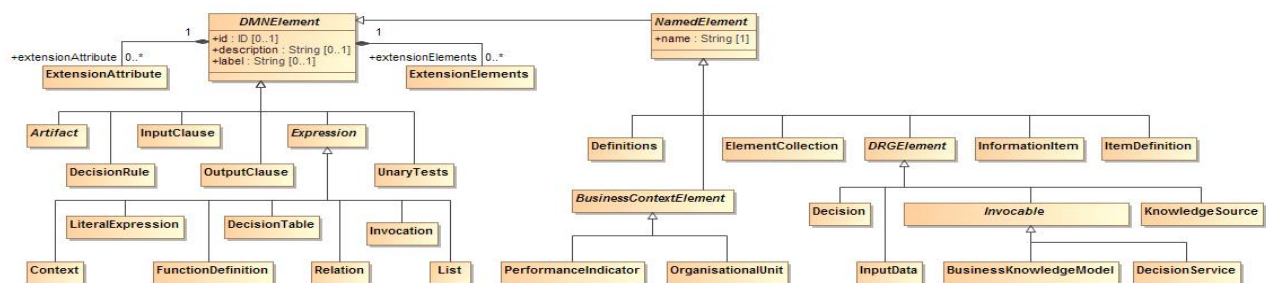 DMNElement
+id : ID [0..1]
+description : String [0..1]
+label : String [0..1]
NamedElement
+name : String [1]
1
1
+extensionAttribute 0..*
+extensionElements 0..*
ExtensionAttribute
ExtensionElements
Artifact
InputClause
Expression
DecisionRule
OutputClause
UnaryTests
Definitions
ElementCollection
DRGElement
InformationItem
ItemDefinition
LiteralExpression
DecisionTable
Invocation
BusinessContextElement
Decision
Invocable
KnowledgeSource
Context
FunctionDefinition
Relation
List
PerformanceIndicator
OrganisationalUnit
InputData
BusinessKnowledgeModel
DecisionService